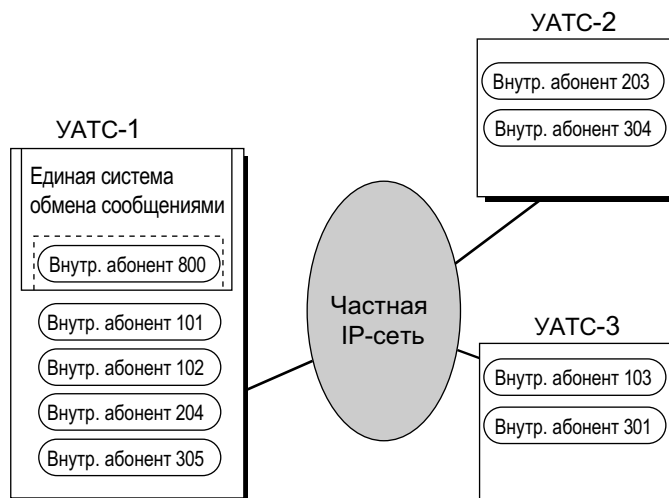 УАТС-1
Единая система
обмена сообщениями
Внутр. абонент 800
Внутр. абонент 101
Внутр. абонент 102
Внутр. абонент 204
Внутр. абонент 305
Частная
IP-сеть
УАТС-2
Внутр. абонент 203
Внутр. абонент 304
УАТС-3
Внутр. абонент 103
Внутр. абонент 301